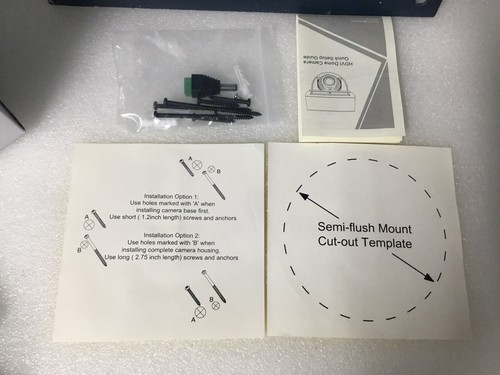 HDVI Dome Camera
Quick Setup Guide
A
B
Installation Option 1:
Use holes marked with 'A' when
installing camera base first.
Use short ( 1.2inch length) screws and anchors
A
Installation Option 2:
Use holes marked with 'B' when
installing complete camera housing.
Use long ( 2.75 inch length) screws and anchors
B
B
A
Semi-flush Mount
Cut-out Template